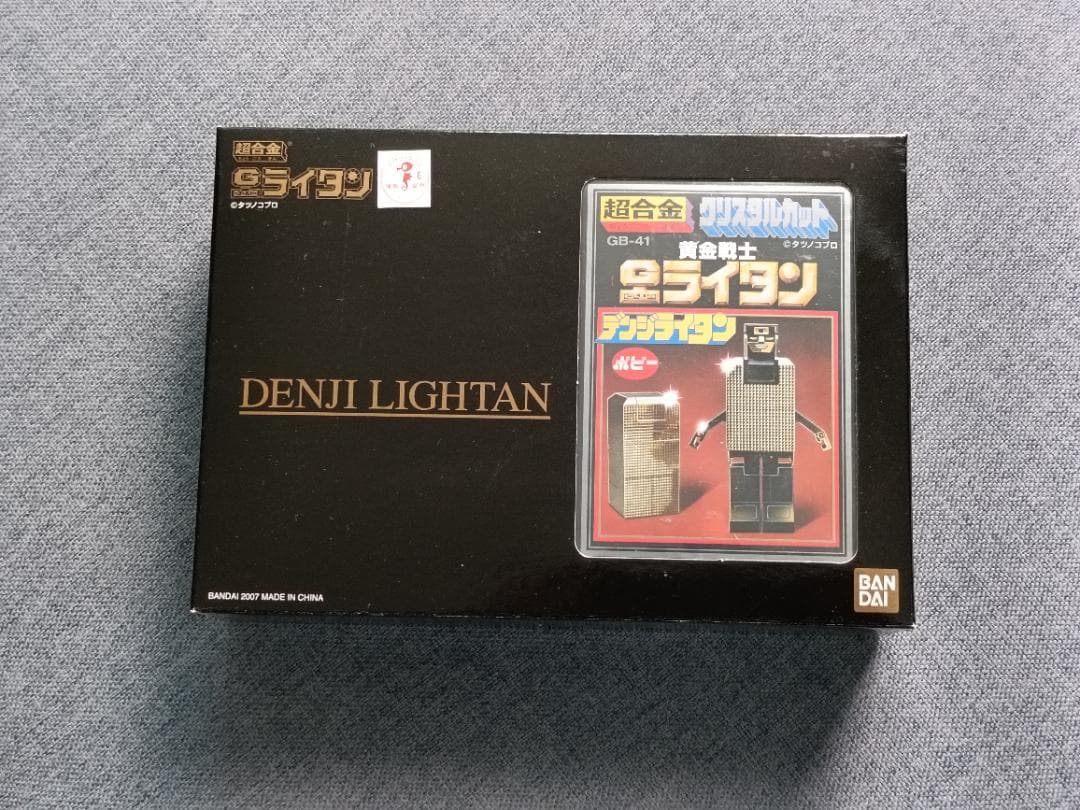 超合金
Gライタン
©タツノコプロ
6
DENJI LIGHTAN
BANDAI 2007 MADE IN CHINA
超合金 クリスタルカット
GB-41 ©タツノコプロ
黄金戦士
Gライタン
デンジライタン
ポピー
BAN
DAI